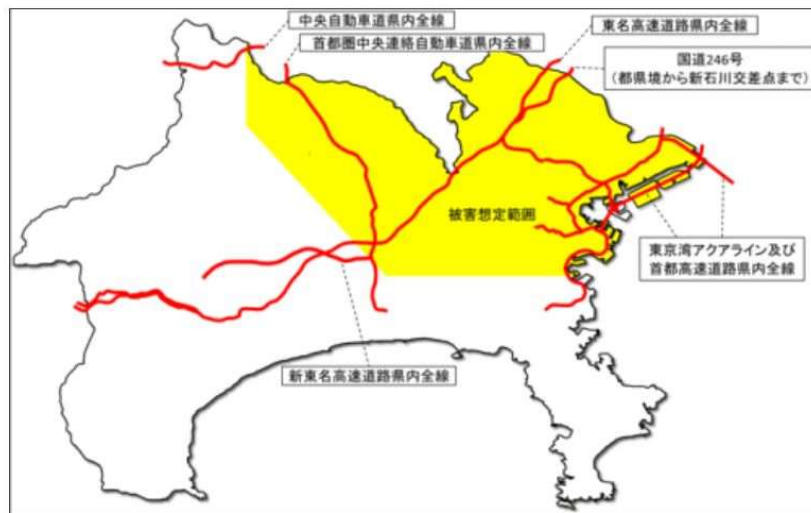 中央自動車道県内全線
首都圏中央連絡自動車道県内全線
東名高速道路県内全線
国道246号
（都県境から新石川交差点まで）
被害想定範囲
東京湾アクアライン及び
首都高速道路県内全線
新東名高速道路県内全線